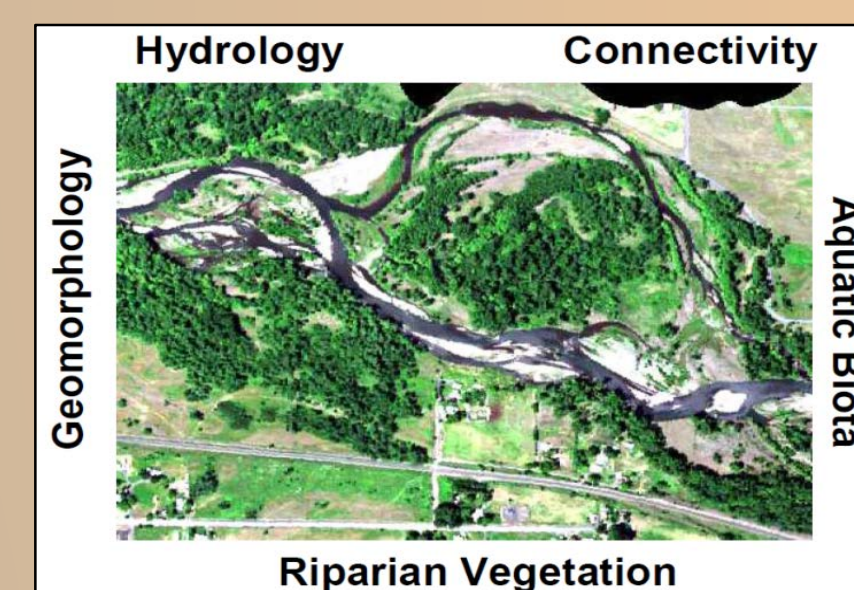 Hydrology
Connectivity
Geomorphology
Aquatic Biota
Riparian Vegetation